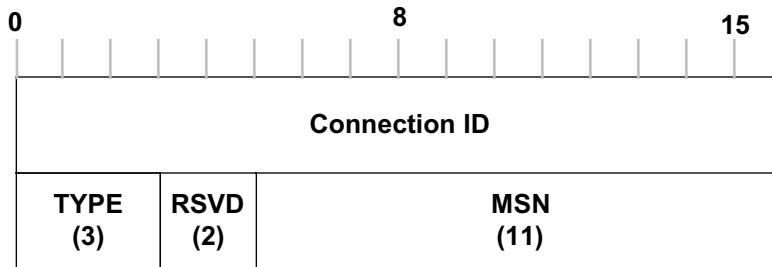 0 8 15
Connection ID
TYPE RSVD MSN
(3) (2) (11)